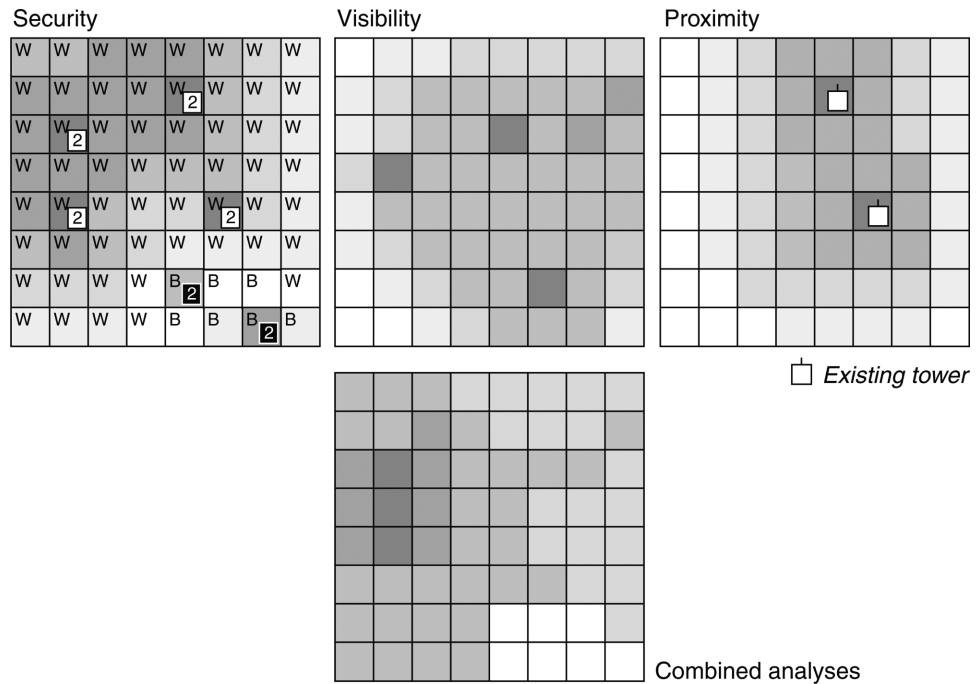 Security
Visibility
Proximity
W W W W W W W W
W W W W W 2 W W W
W W 2 W W W W W W
W W W W W W W W
W W 2 W W W W 2 W W
W W W W W W W W
W W W W B 2 B B W
W W W W B B B 2 B
Existing tower
Combined analyses